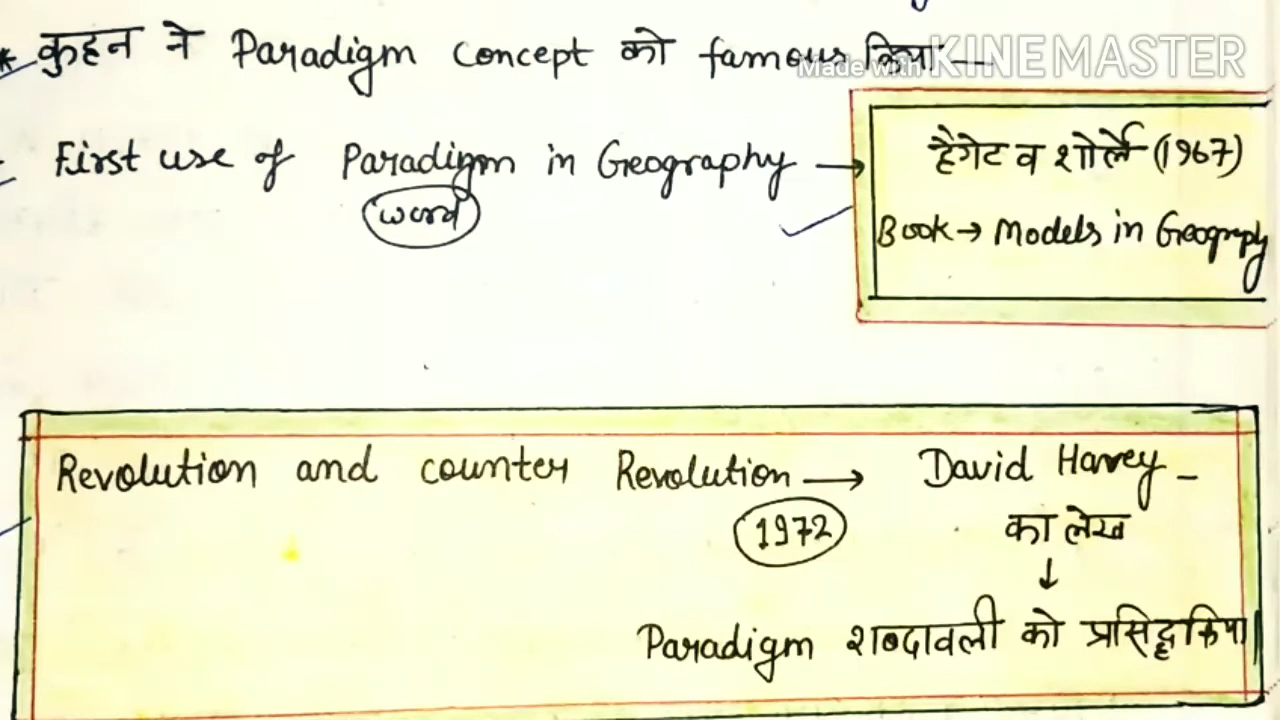 * कुहन ने Paradigm concept को famous किया —
Made with KINEMASTER
First use of Paradigm in Geography →
word
हैगेट व शोर्ले (1967)
Book → Models in Geography
Revolution and counter Revolution → David Harvey -
1972
का लेख
↓
Paradigm शब्दावली को प्रसिद्ध किया